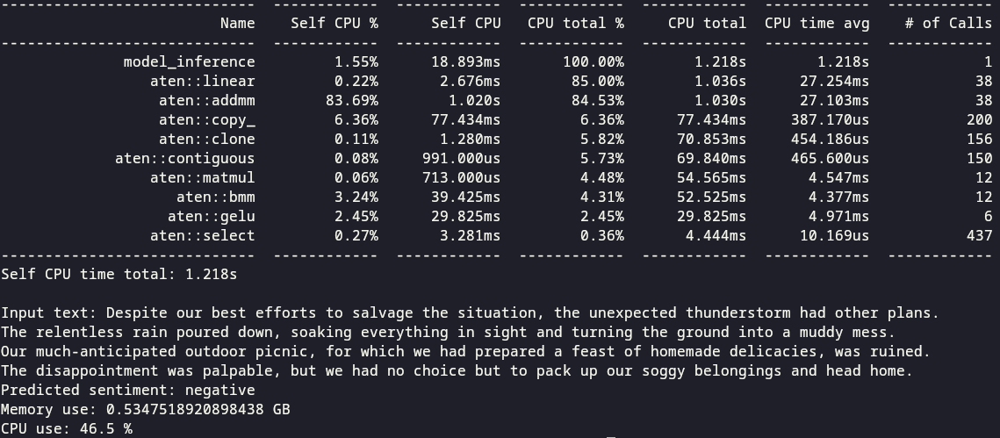 -----------------------------  ------------  ------------  ------------  ------------  ------------  ------------
                         Name    Self CPU %      Self CPU   CPU total %     CPU total  CPU time avg    # of Calls
-----------------------------  ------------  ------------  ------------  ------------  ------------  ------------
              model_inference         1.55%      18.893ms       100.00%        1.218s        1.218s             1
                 aten::linear         0.22%       2.676ms        85.00%        1.036s      27.254ms            38
                  aten::addmm        83.69%        1.020s        84.53%        1.030s      27.103ms            38
                  aten::copy_         6.36%      77.434ms         6.36%      77.434ms     387.170us           200
                  aten::clone         0.11%       1.280ms         5.82%      70.853ms     454.186us           156
             aten::contiguous         0.08%     991.000us         5.73%      69.840ms     465.600us           150
                 aten::matmul         0.06%     713.000us         4.48%      54.565ms       4.547ms            12
                    aten::bmm         3.24%      39.425ms         4.31%      52.525ms       4.377ms            12
                   aten::gelu         2.45%      29.825ms         2.45%      29.825ms       4.971ms             6
                 aten::select         0.27%       3.281ms         0.36%       4.444ms      10.169us           437
-----------------------------  ------------  ------------  ------------  ------------  ------------  ------------
Self CPU time total: 1.218s

Input text: Despite our best efforts to salvage the situation, the unexpected thunderstorm had other plans.
The relentless rain poured down, soaking everything in sight and turning the ground into a muddy mess.
Our much-anticipated outdoor picnic, for which we had prepared a feast of homemade delicacies, was ruined.
The disappointment was palpable, but we had no choice but to pack up our soggy belongings and head home.
Predicted sentiment: negative
Memory use: 0.5347518920898438 GB
CPU use: 46.5 %